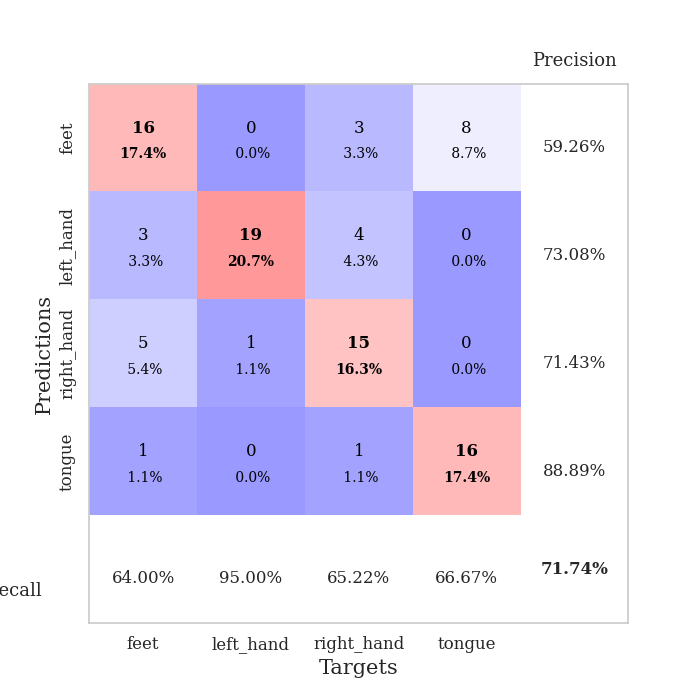 Precision
16 0 3 8
17.4% 0.0% 3.3% 8.7% 59.26%
feet
3 19 4 0
3.3% 20.7% 4.3% 0.0% 73.08%
left_hand
5 1 15 0
5.4% 1.1% 16.3% 0.0% 71.43%
right_hand
Predictions
1 0 1 16
1.1% 0.0% 1.1% 17.4% 88.89%
tongue
64.00% 95.00% 65.22% 66.67% 71.74%
ecall
feet left_hand right_hand tongue
Targets